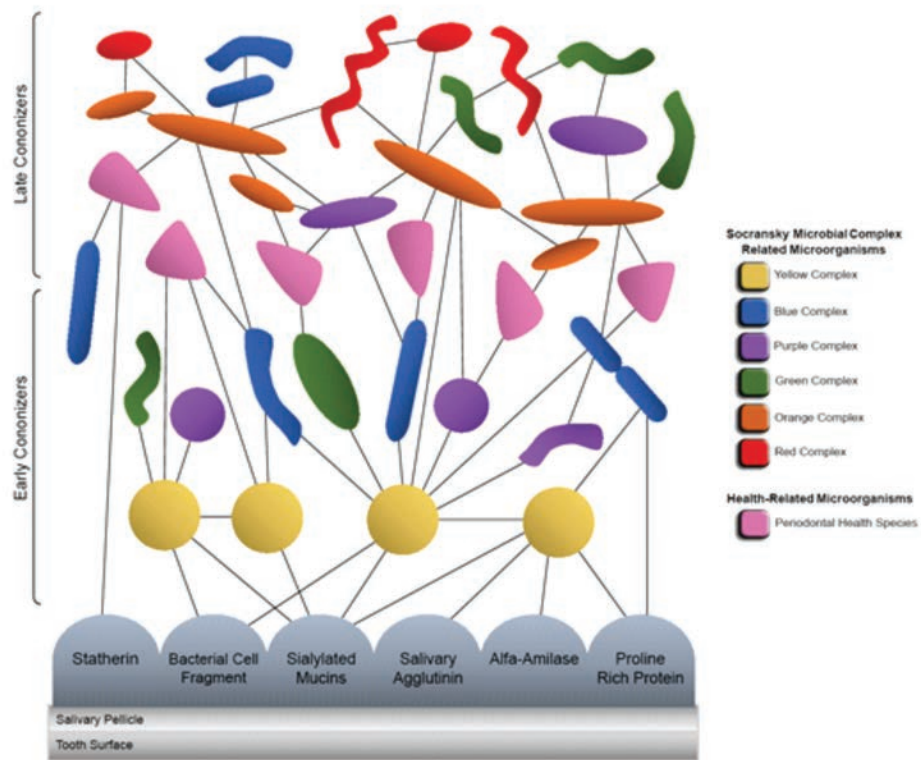 Late Cononizers
Early Cononizers
Socransky Microbial Complex
Related Microorganisms
Yellow Complex
Blue Complex
Purple Complex
Green Complex
Orange Complex
Red Complex
Health-Related Microorganisms
Periodontal Health Species
Statherin
Bacterial Cell
Fragment
Sialylated
Mucins
Salivary
Agglutinin
Alfa-Amilase
Proline
Rich Protein
Salivary Pellicle
Tooth Surface